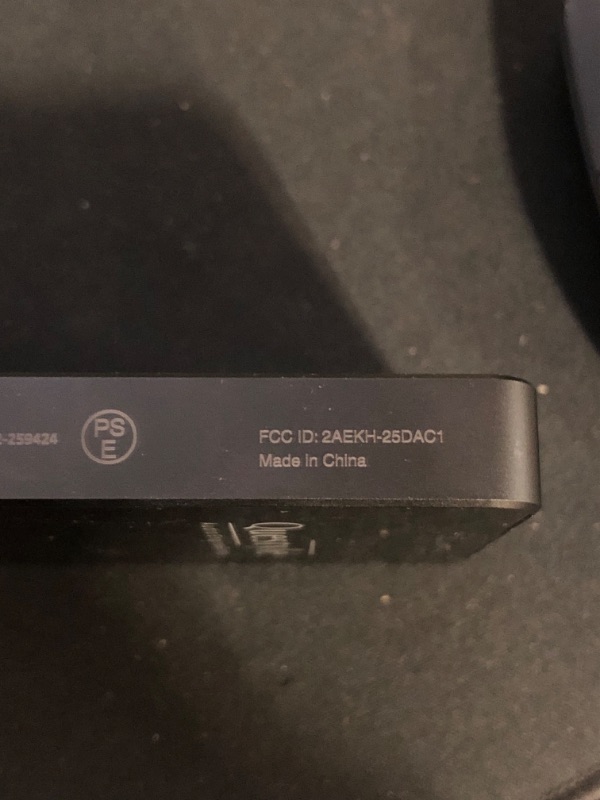 -259424
PS
E
FCC ID: 2AEKH-25DAC1
Made in China